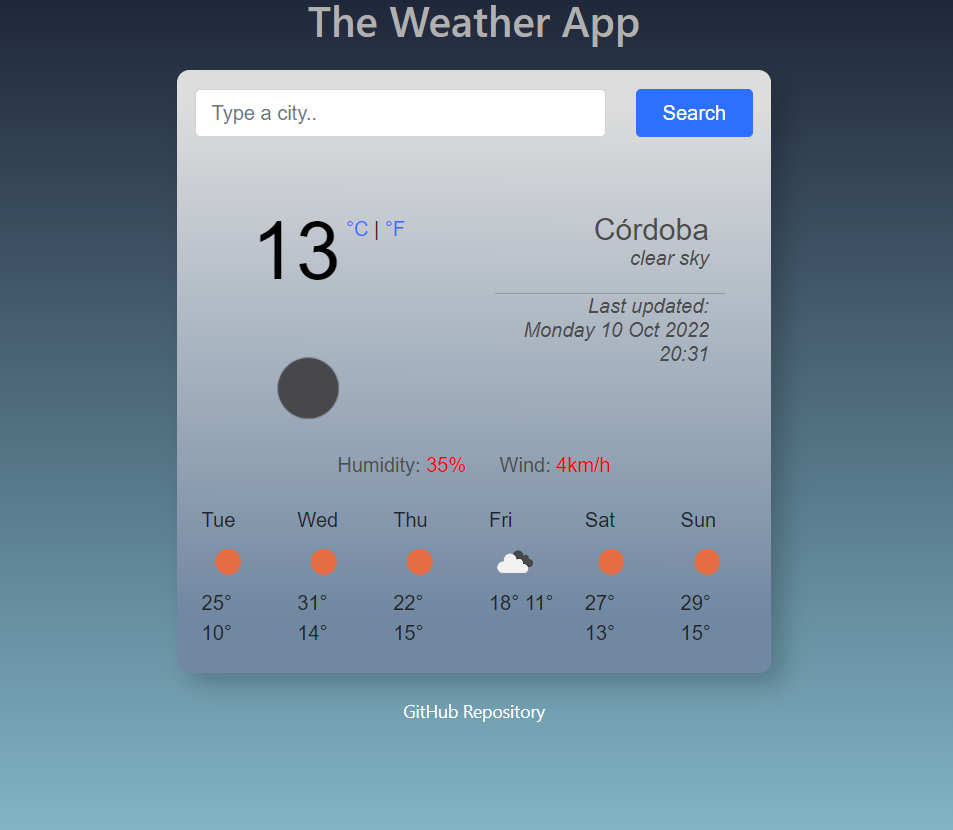 The Weather App
Type a city..
Search
13 °C | °F
Córdoba
clear sky
Last updated:
Monday 10 Oct 2022
20:31
Humidity: 35% Wind: 4km/h
Tue Wed Thu Fri Sat Sun
25° 31° 22° 18° 11° 27° 29°
10° 14° 15° 13° 15°
GitHub Repository